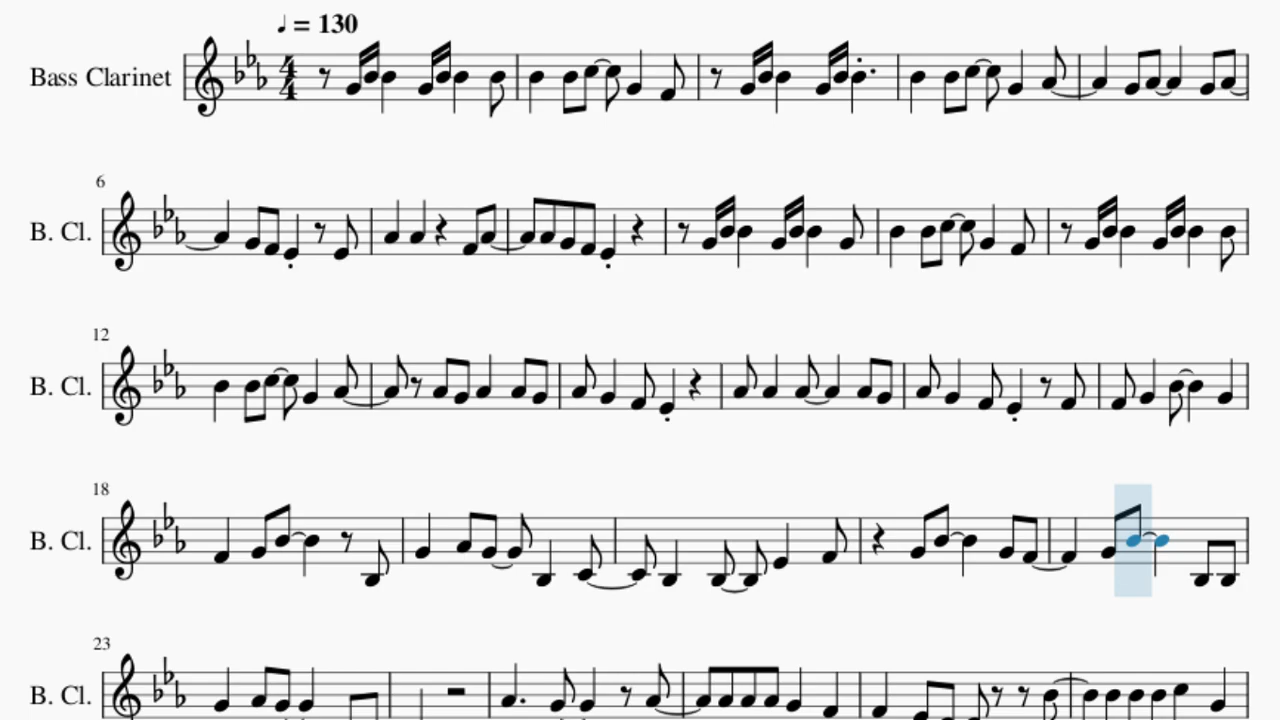 ♩ = 130
Bass Clarinet
4
4
6
B. Cl.
12
B. Cl.
18
B. Cl.
23
B. Cl.